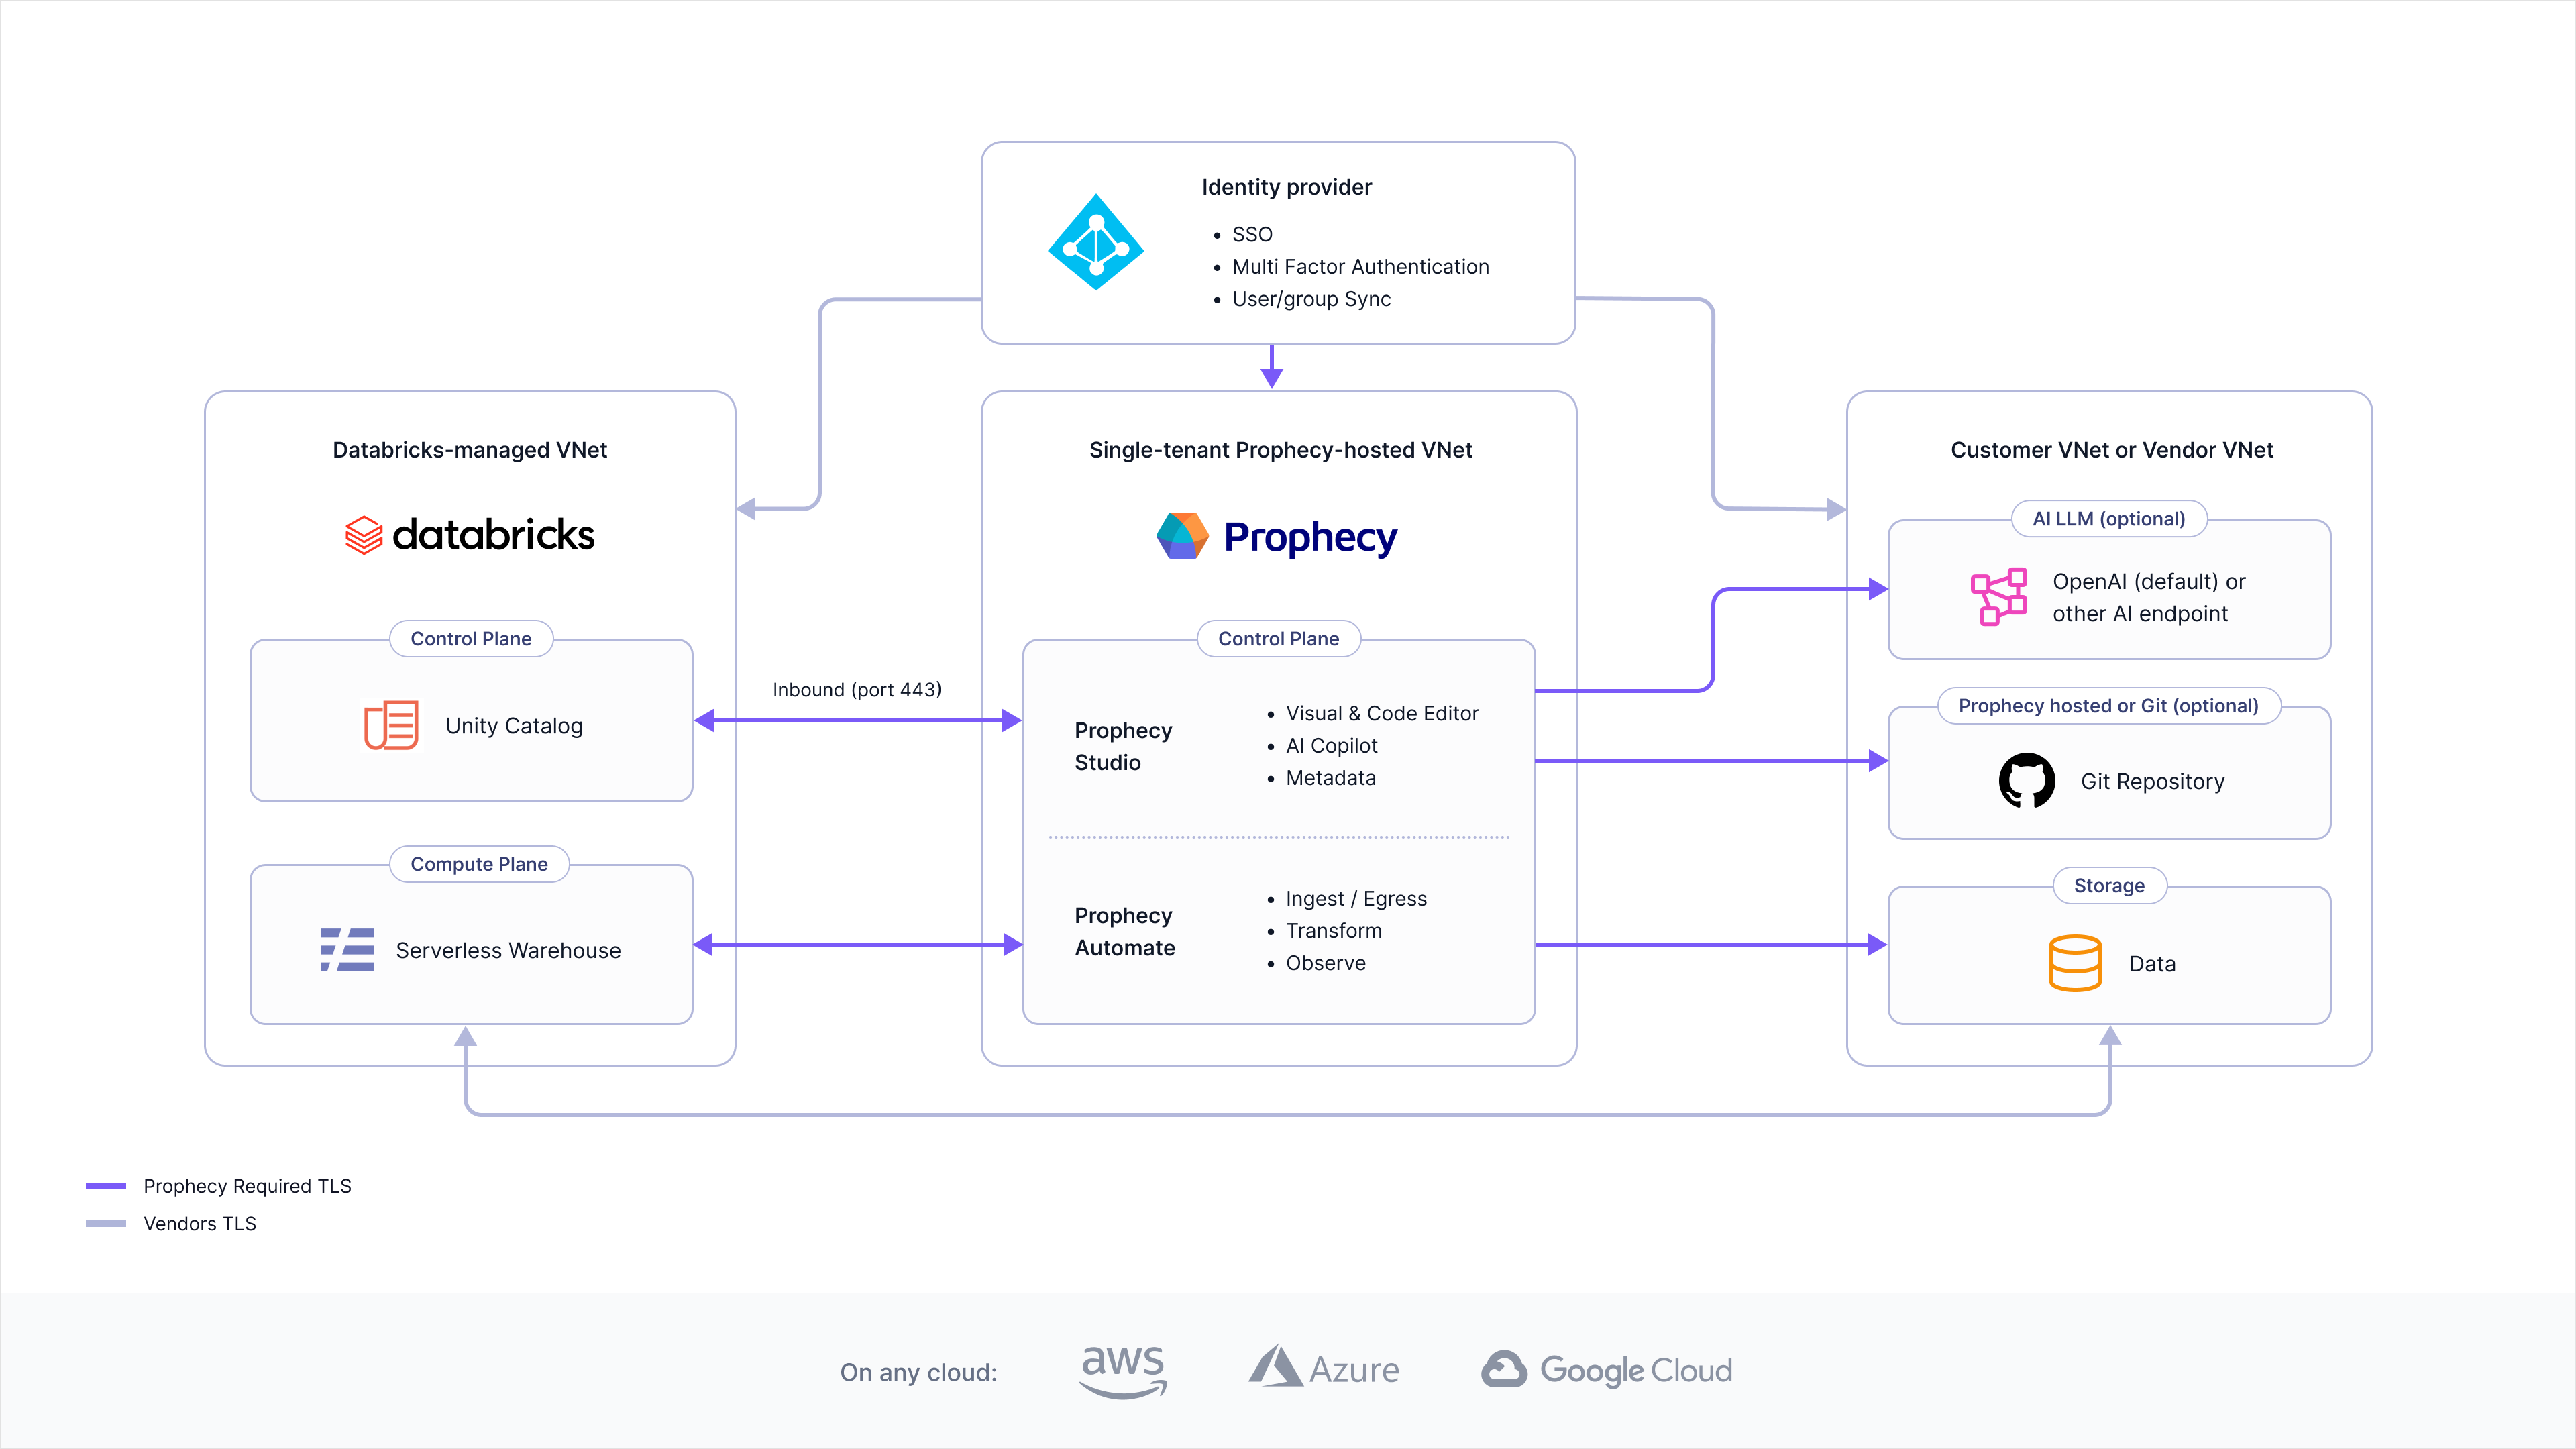 Identity provider
• SSO
• Multi Factor Authentication
• User/group Sync
Databricks-managed VNet
databricks
Control Plane
Unity Catalog
Compute Plane
Serverless Warehouse
Inbound (port 443)
Single-tenant Prophecy-hosted VNet
Prophecy
Control Plane
Prophecy
Studio
• Visual & Code Editor
• AI Copilot
• Metadata
Prophecy
Automate
• Ingest / Egress
• Transform
• Observe
Customer VNet or Vendor VNet
AI LLM (optional)
OpenAI (default) or
other AI endpoint
Prophecy hosted or Git (optional)
Git Repository
Storage
Data
Prophecy Required TLS
Vendors TLS
On any cloud:
aws
Azure
Google Cloud